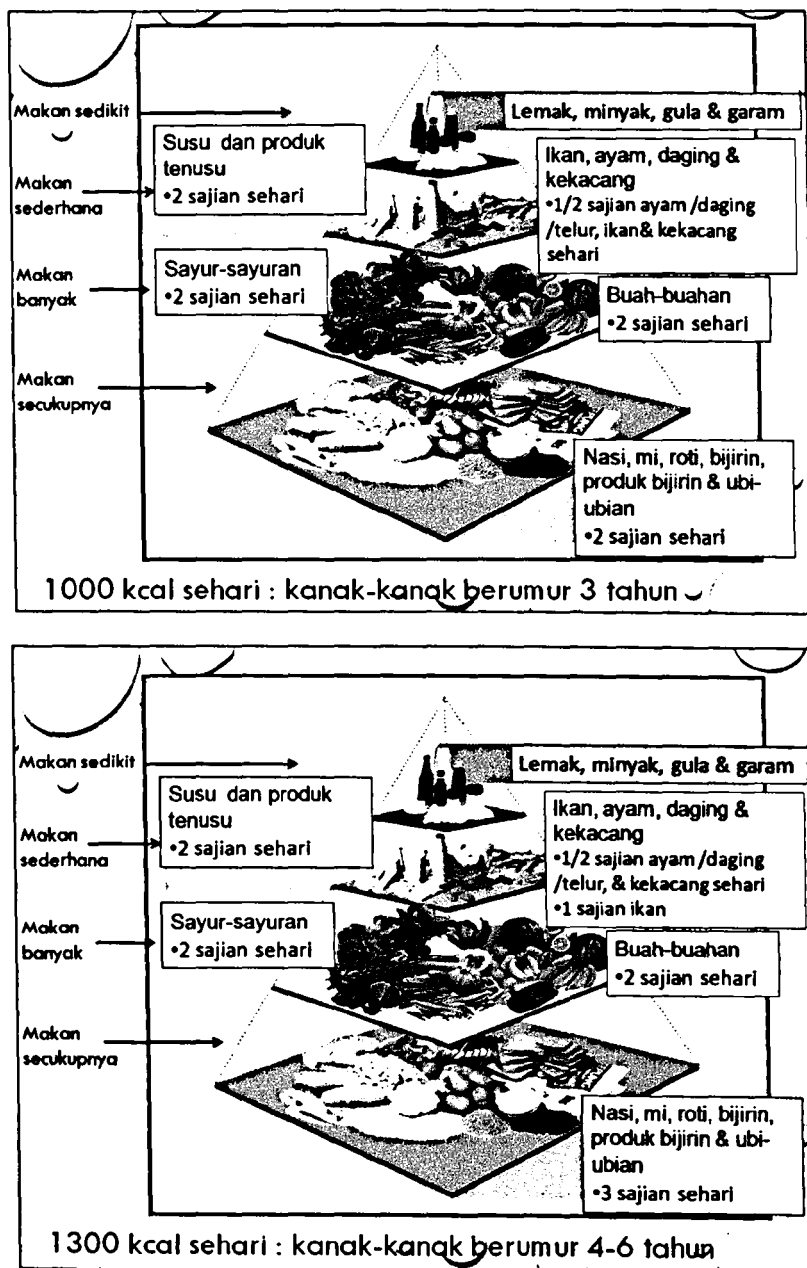 Makan sedikit
Lemak, minyak, gula & garam
Susu dan produk
tenusu
•2 sajian sehari
Ikan, ayam, daging &
kekacang
•1/2 sajian ayam/daging
/telur, ikan& kekacang
sehari
Makan
sederhana
Makan
banyak
Sayur-sayuran
•2 sajian sehari
Buah-buahan
•2 sajian sehari
Makan
secukupnya
Nasi, mi, roti, bijirin,
produk bijirin & ubi-
ubian
•2 sajian sehari
1000 kcal sehari : kanak-kanak berumur 3 tahun
Makan sedikit
Lemak, minyak, gula & garam
Susu dan produk
tenusu
•2 sajian sehari
Ikan, ayam, daging &
kekacang
•1/2 sajian ayam/daging
/telur, & kekacang sehari
•1 sajian ikan
Makan
sederhana
Makan
banyak
Sayur-sayuran
•2 sajian sehari
Buah-buahan
•2 sajian sehari
Makan
secukupnya
Nasi, mi, roti, bijirin,
produk bijirin & ubi-
ubian
•3 sajian sehari
1300 kcal sehari : kanak-kanak berumur 4-6 tahun